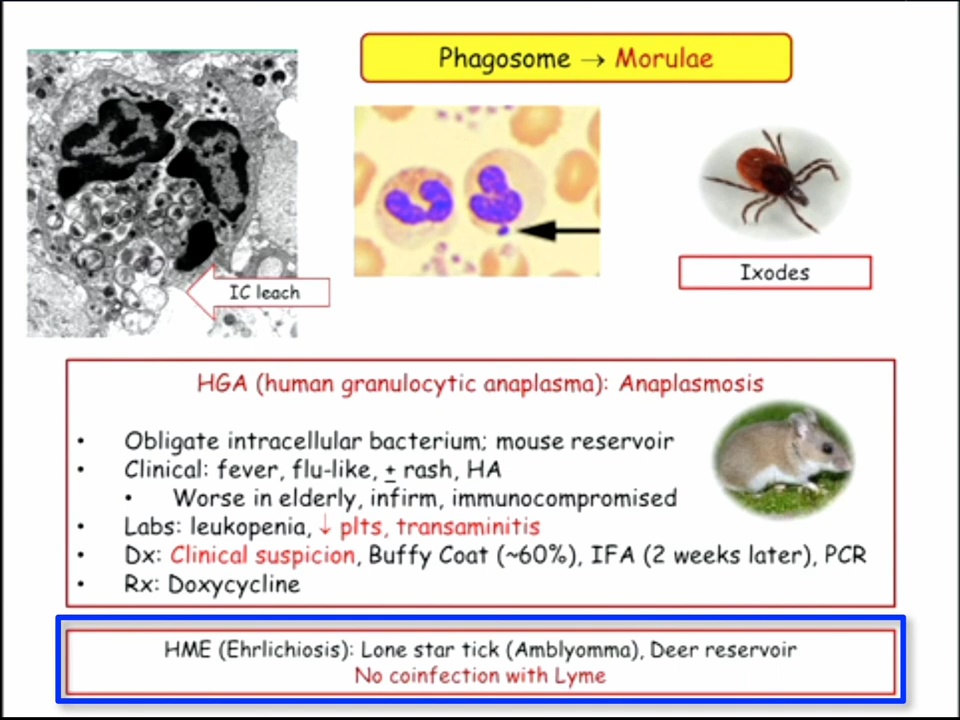 Phagosome → Morulae
IC leach
Ixodes
HGA (human granulocytic anaplasma): Anaplasmosis
• Obligate intracellular bacterium; mouse reservoir
• Clinical: fever, flu-like, ± rash, HA
• Worse in elderly, infirm, immunocompromised
• Labs: leukopenia, ↓ plts, transaminitis
• Dx: Clinical suspicion, Buffy Coat (~60%), IFA (2 weeks later), PCR
• Rx: Doxycycline
HME (Ehrlichiosis): Lone star tick (Amblyomma), Deer reservoir
No coinfection with Lyme